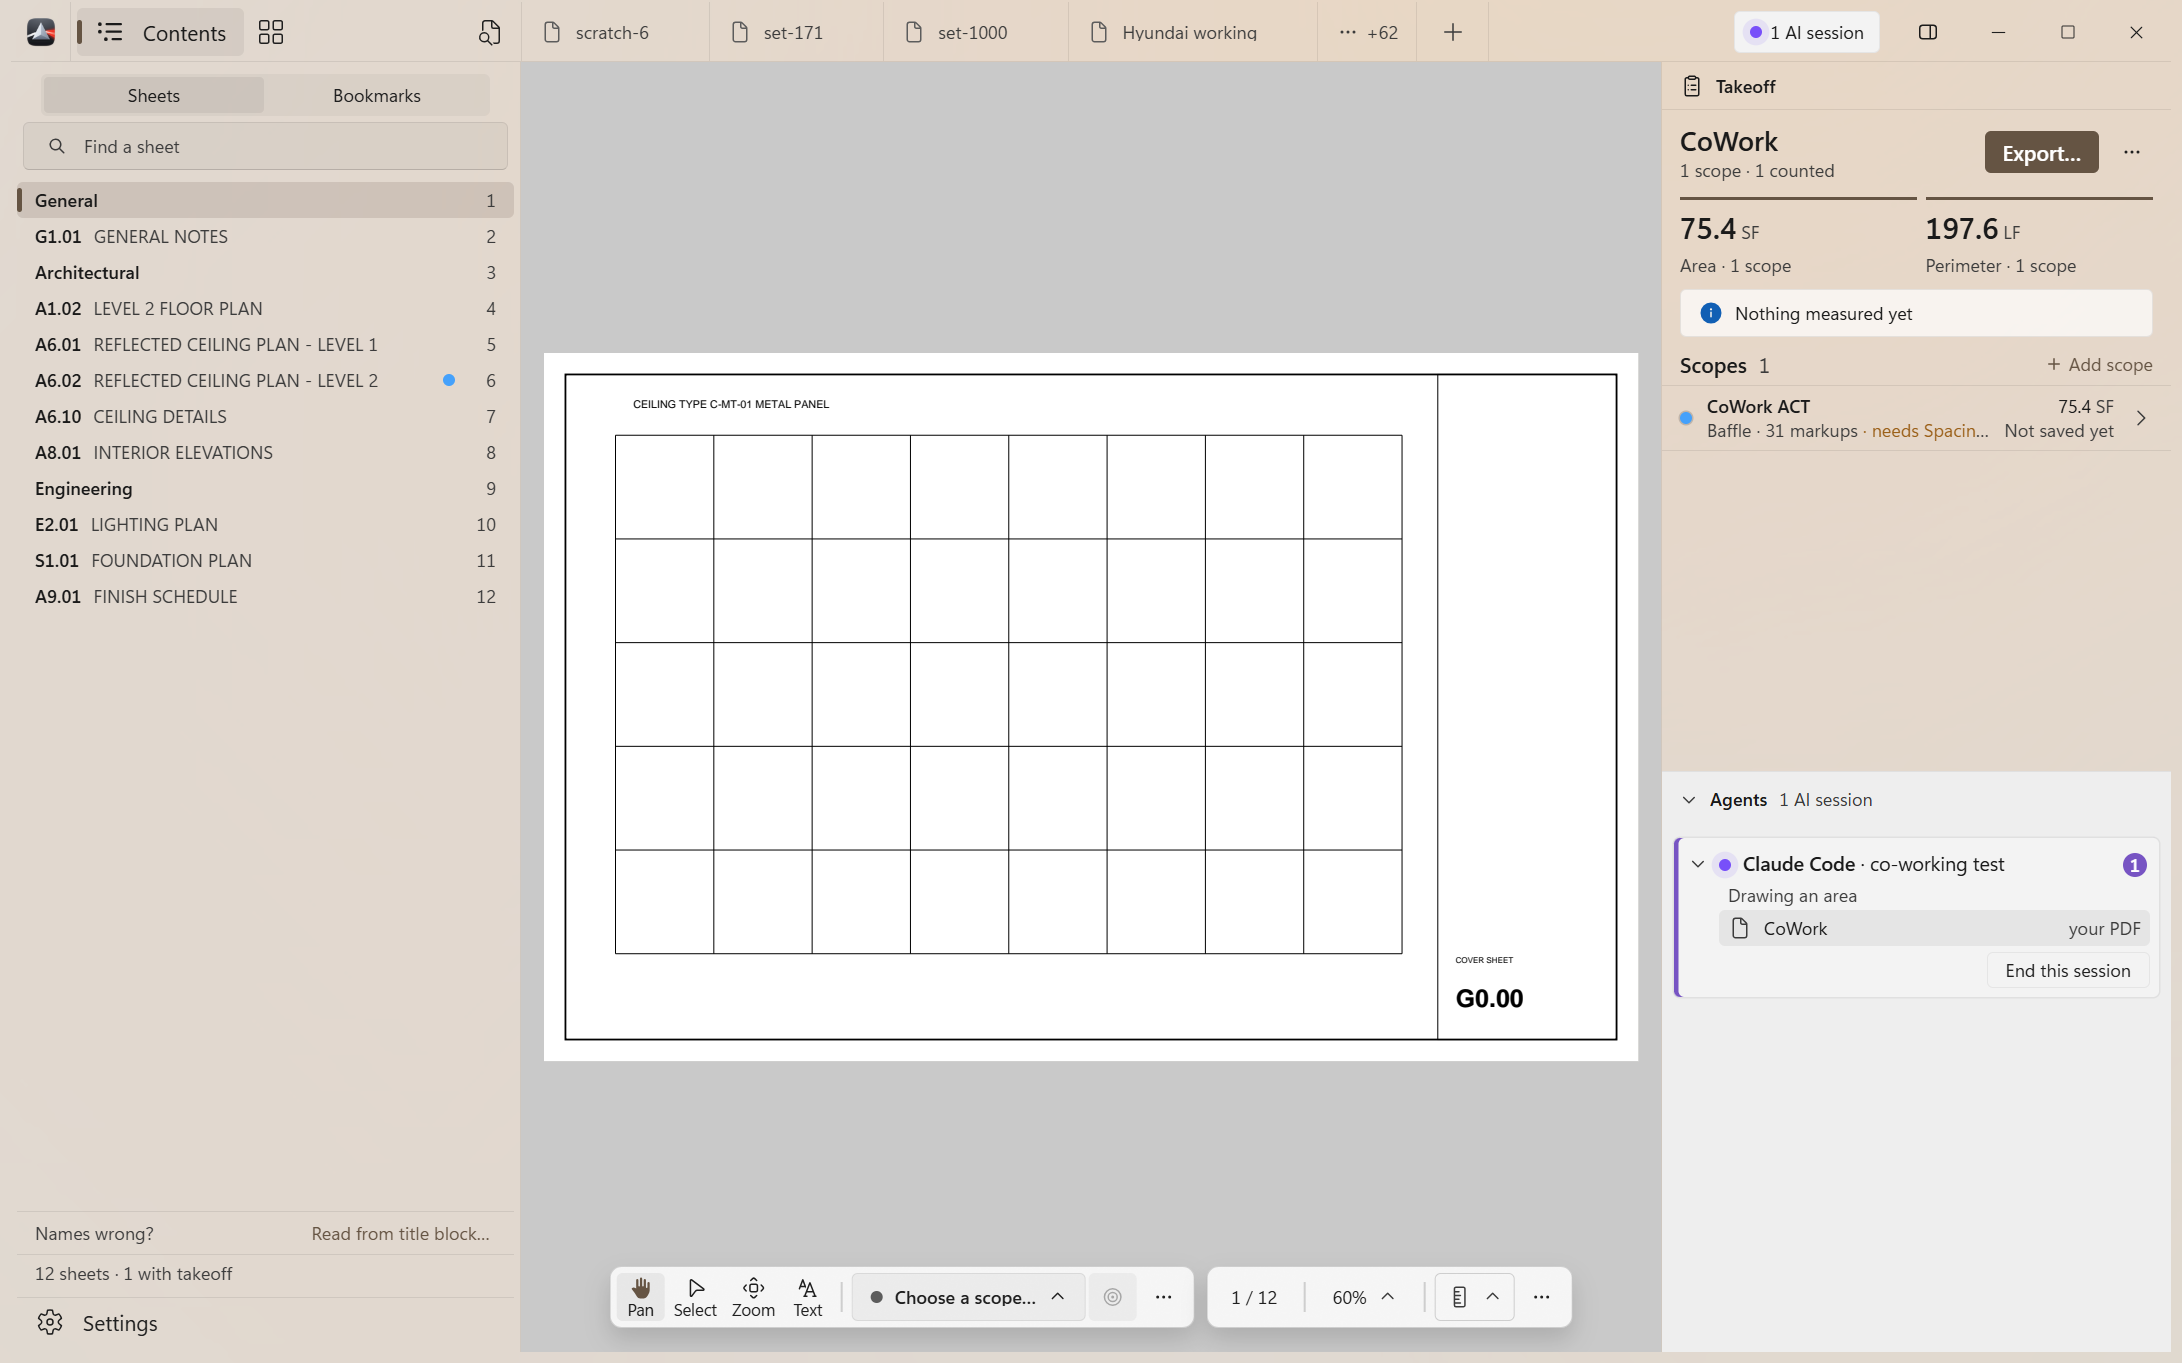 Contents
scratch-6
set-171
set-1000
Hyundai working
··· +62
1 AI session
Sheets
Bookmarks
Find a sheet
General 1
G1.01 GENERAL NOTES 2
Architectural 3
A1.02 LEVEL 2 FLOOR PLAN 4
A6.01 REFLECTED CEILING PLAN - LEVEL 1 5
A6.02 REFLECTED CEILING PLAN - LEVEL 2 6
A6.10 CEILING DETAILS 7
A8.01 INTERIOR ELEVATIONS 8
Engineering 9
E2.01 LIGHTING PLAN 10
S1.01 FOUNDATION PLAN 11
A9.01 FINISH SCHEDULE 12
Names wrong? Read from title block...
12 sheets · 1 with takeoff
Settings
CEILING TYPE C-MT-01 METAL PANEL
COVER SHEET
G0.00
Pan
Select
Zoom
Text
Choose a scope...
1 / 12
60%
Takeoff
CoWork
1 scope · 1 counted
Export...
75.4 SF
Area · 1 scope
197.6 LF
Perimeter · 1 scope
Nothing measured yet
Scopes 1
+ Add scope
CoWork ACT 75.4 SF
Baffle · 31 markups · needs Spacin... Not saved yet
Agents 1 AI session
Claude Code · co-working test 1
Drawing an area
CoWork your PDF
End this session